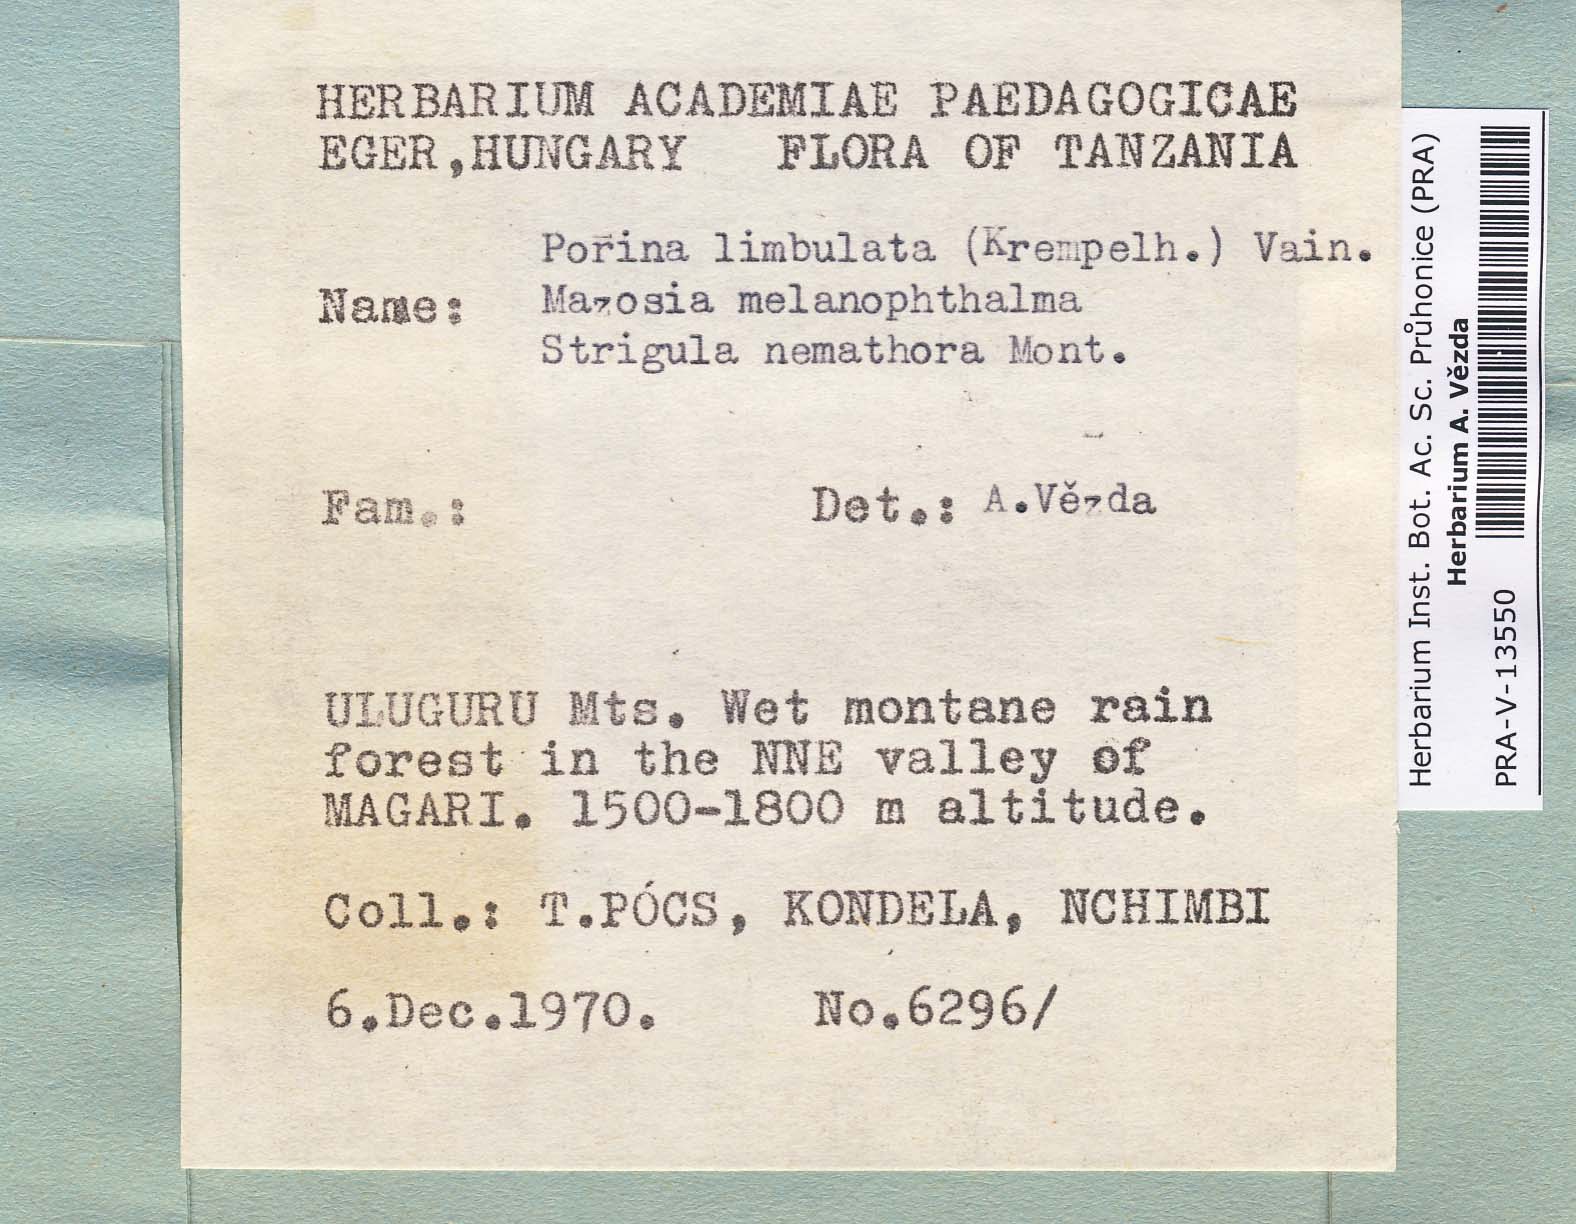 HERBARIUM ACADEMIAE PAEDAGOGICAE
EGER,HUNGARY FLORA OF TANZANIA
Porina limbulata (Krempelh.) Vain.
Name: Mazosia melanophthalma
Strigula nemathora Mont.
Fam.: Det.: A.Vězda
ULUGURU Mts. Wet montane rain
forest in the NNE valley of
MAGARI. 1500-1800 m altitude.
Coll.: T.PÓCS, KONDELA, NCHIMBI
6.Dec.1970. No.6296/
Herbarium Inst. Bot. Ac. Sc. Průhonice (PRA)
Herbarium A. Vězda
PRA-V-13550